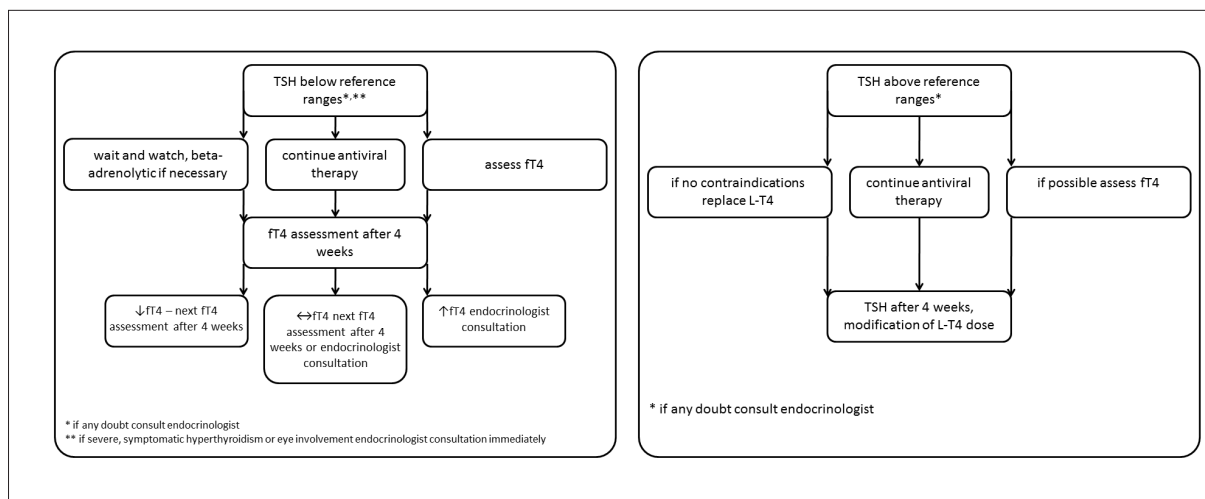 TSH below reference
ranges*,**
wait and watch, beta-
adrenolytic if necessary
continue antiviral
therapy
assess fT4
fT4 assessment after 4
weeks
↓fT4 – next fT4
assessment after 4 weeks
↔fT4 next fT4
assessment after 4
weeks or endocrinologist
consultation
↑fT4 endocrinologist
consultation
* if any doubt consult endocrinologist
** if severe, symptomatic hyperthyroidism or eye involvement endocrinologist consultation immediately
TSH above reference
ranges*
if no contraindications
replace L-T4
continue antiviral
therapy
if possible assess fT4
TSH after 4 weeks,
modification of L-T4 dose
* if any doubt consult endocrinologist